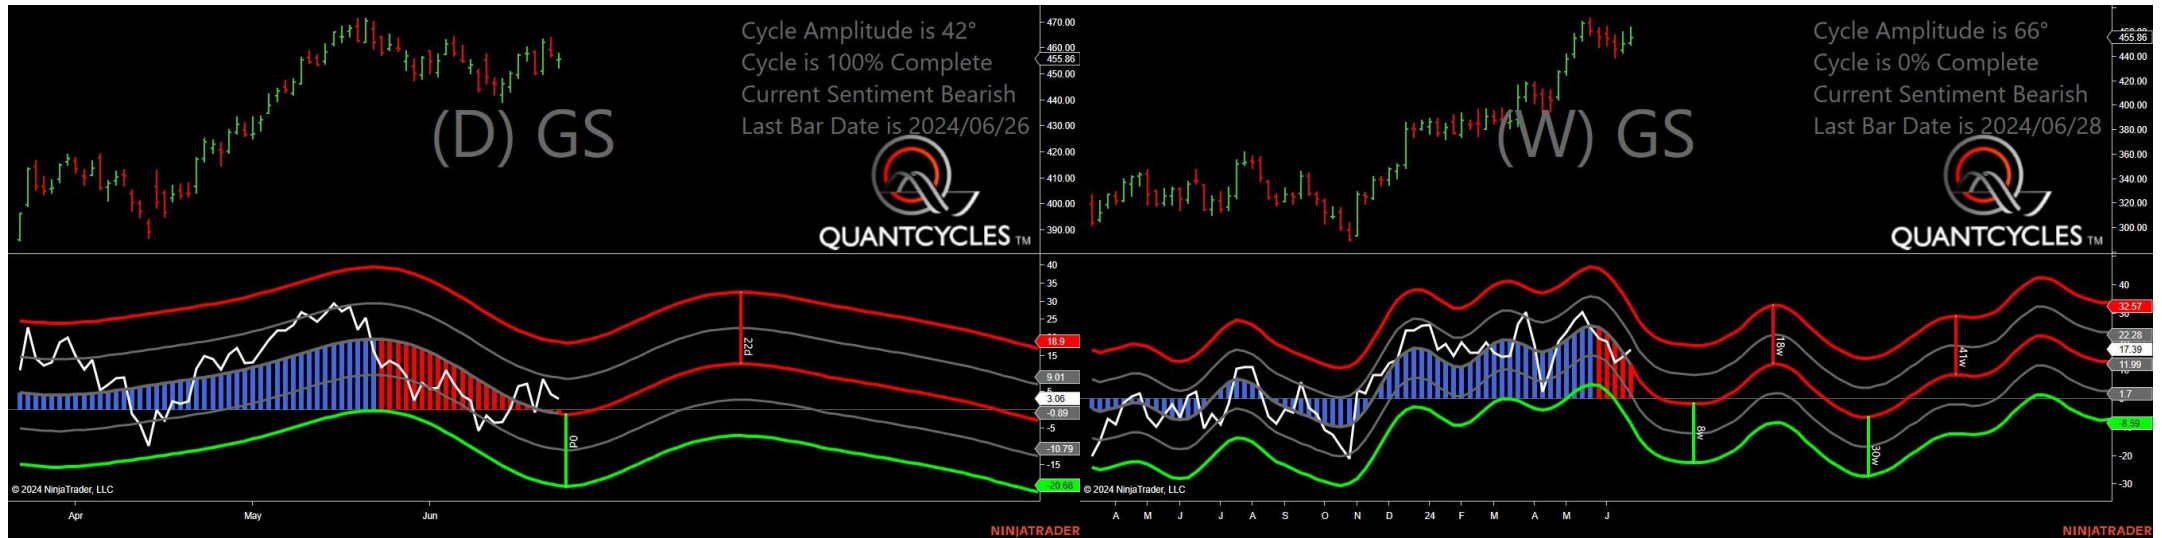 Cycle Amplitude is 42°
Cycle is 100% Complete
Current Sentiment Bearish
Last Bar Date is 2024/06/26
(D) GS
QUANTCYCLES TM
470.00
460.00
455.86
450.00
440.00
430.00
420.00
410.00
400.00
390.00
40
35
30
25
18.9
15
9.01
5
3.06
-0.89
-5
-10.79
-15
-20.68
22d
0d
© 2024 NinjaTrader, LLC
Apr May Jun
NINJATRADER
Cycle Amplitude is 66°
Cycle is 0% Complete
Current Sentiment Bearish
Last Bar Date is 2024/06/28
(W) GS
QUANTCYCLES TM
455.86
440.00
420.00
400.00
380.00
360.00
340.00
320.00
300.00
40
32.57
22.28
17.39
11.99
1.7
-8.59
-20
-30
18w
41w
8w
30w
© 2024 NinjaTrader, LLC
A M J J A S O N D 24 F M A M J
NINJATRADER